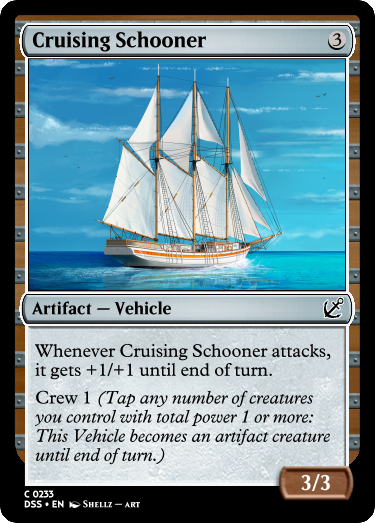 Cruising Schooner 3
Artifact — Vehicle
Whenever Cruising Schooner attacks,
it gets +1/+1 until end of turn.
Crew 1 (Tap any number of creatures
you control with total power 1 or more:
This Vehicle becomes an artifact creature
until end of turn.)
3/3
C 0233
DSS • EN Shellz — art